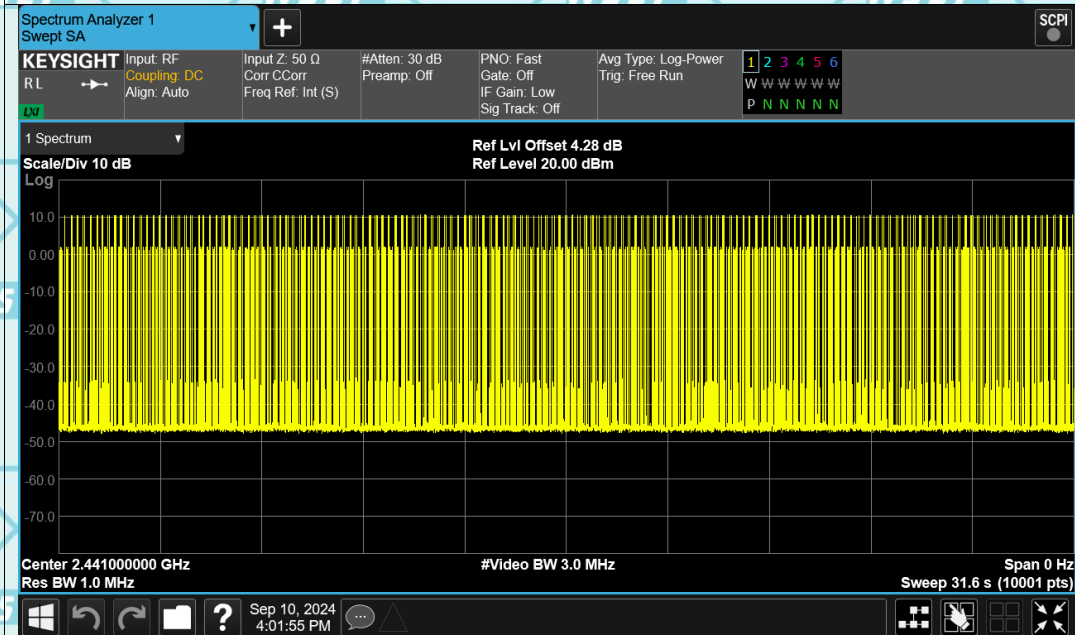 Spectrum Analyzer 1
Swept SA
+
SCPI
KEYSIGHT
R L
LXI
Input: RF
Coupling: DC
Align: Auto
Input Z: 50 Ω
Corr CCorr
Freq Ref: Int (S)
#Atten: 30 dB
Preamp: Off
PNO: Fast
Gate: Off
IF Gain: Low
Sig Track: Off
Avg Type: Log-Power
Trig: Free Run
1 2 3 4 5 6
W W W W W W
P N N N N N
1 Spectrum
Scale/Div 10 dB
Log
Ref Lvl Offset 4.28 dB
Ref Level 20.00 dBm
10.0
0.00
-10.0
-20.0
-30.0
-40.0
-50.0
-60.0
-70.0
Center 2.441000000 GHz
Res BW 1.0 MHz
#Video BW 3.0 MHz
Span 0 Hz
Sweep 31.6 s (10001 pts)
?
Sep 10, 2024
4:01:55 PM